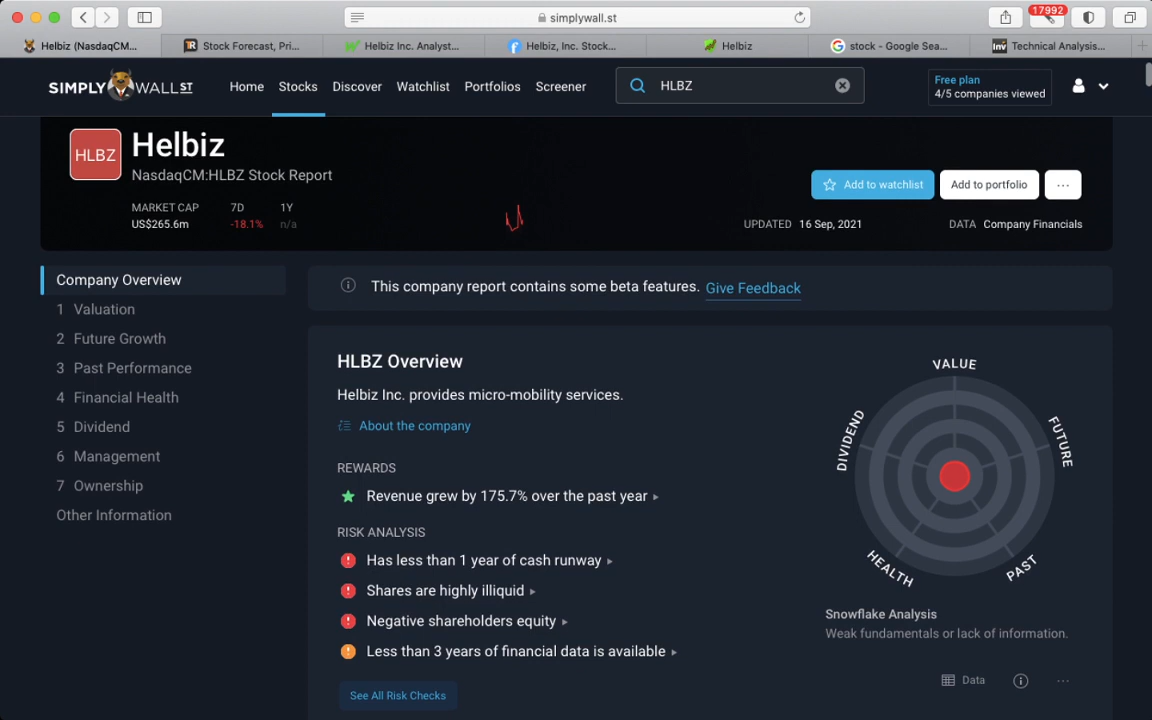 simplywall.st
17992
Helbiz (NasdaqCM...
Stock Forecast, Pri...
Helbiz Inc. Analyst...
Helbiz, Inc. Stock...
Helbiz
stock - Google Sea...
Inv Technical Analysis...
SIMPLY WALL ST
Home Stocks Discover Watchlist Portfolios Screener
HLBZ
Free plan
4/5 companies viewed
HLBZ
Helbiz
NasdaqCM:HLBZ Stock Report
Add to watchlist
Add to portfolio
...
MARKET CAP 7D 1Y
US$265.6m -18.1% n/a
UPDATED 16 Sep, 2021
DATA Company Financials
Company Overview
1 Valuation
2 Future Growth
3 Past Performance
4 Financial Health
5 Dividend
6 Management
7 Ownership
Other Information
This company report contains some beta features. Give Feedback
HLBZ Overview
Helbiz Inc. provides micro-mobility services.
About the company
REWARDS
Revenue grew by 175.7% over the past year
RISK ANALYSIS
Has less than 1 year of cash runway
Shares are highly illiquid
Negative shareholders equity
Less than 3 years of financial data is available
See All Risk Checks
VALUE
FUTURE
PAST
HEALTH
DIVIDEND
Snowflake Analysis
Weak fundamentals or lack of information.
Data
...